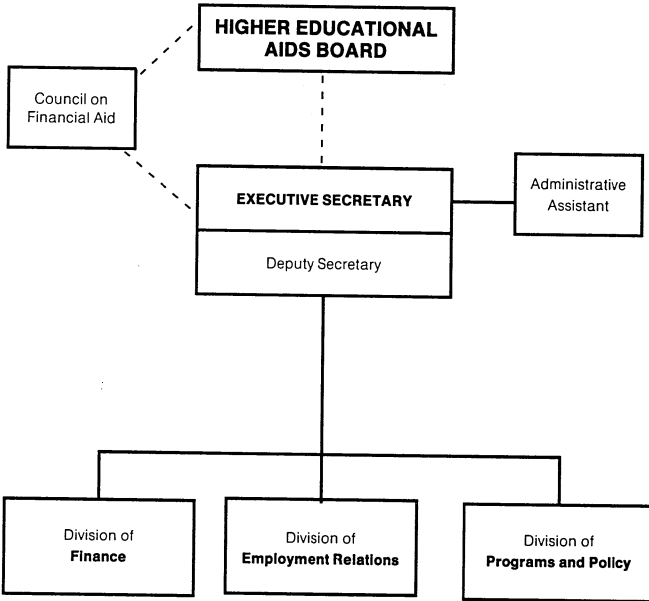 HIGHER EDUCATIONAL
AIDS BOARD
Council on
Financial Aid
EXECUTIVE SECRETARY
Administrative
Assistant
Deputy Secretary
Division of
Finance
Division of
Employment Relations
Division of
Programs and Policy